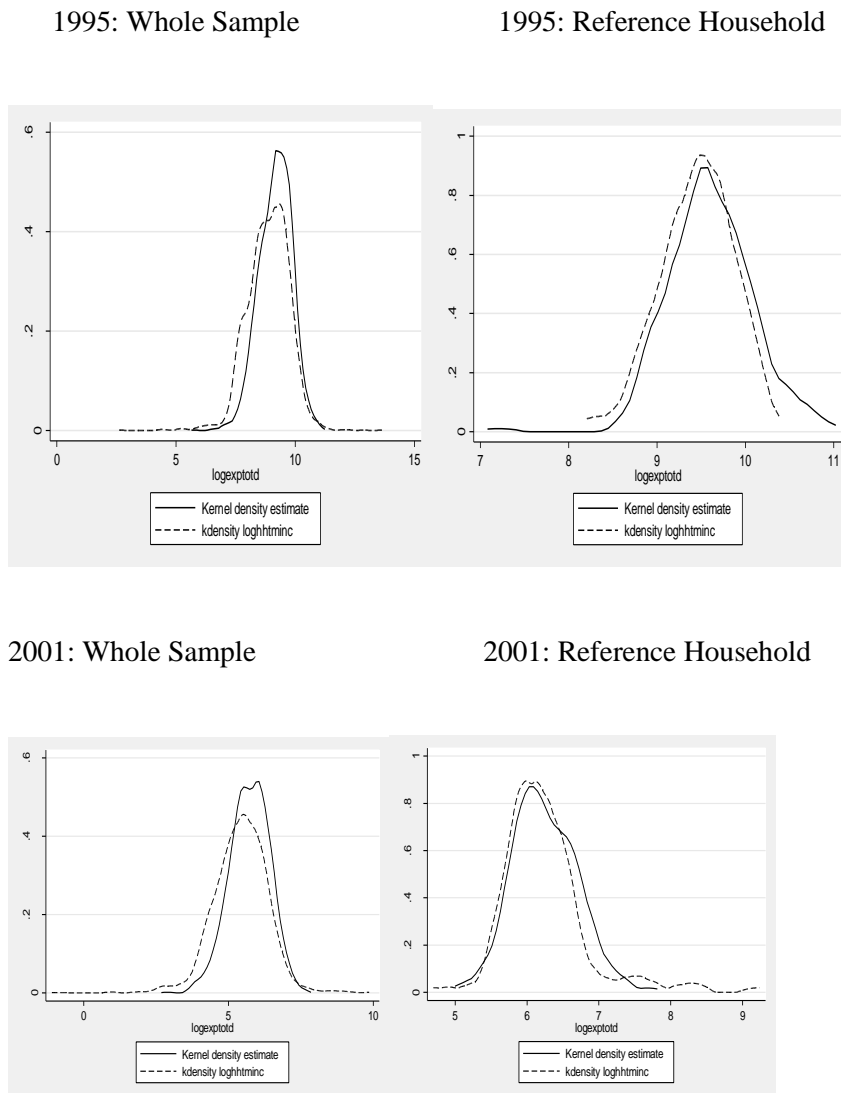 1995: Whole Sample
1995: Reference Household
.6
.4
.2
0
0 5 10 15
logexptotd
Kernel density estimate
kdensity loghhtminc
1
.8
.6
.4
.2
0
7 8 9 10 11
logexptotd
Kernel density estimate
kdensity loghhtminc
2001: Whole Sample
2001: Reference Household
.6
.4
.2
0
0 5 10
logexptotd
Kernel density estimate
kdensity loghhtminc
1
.8
.6
.4
.2
0
5 6 7 8 9
logexptotd
Kernel density estimate
kdensity loghhtminc